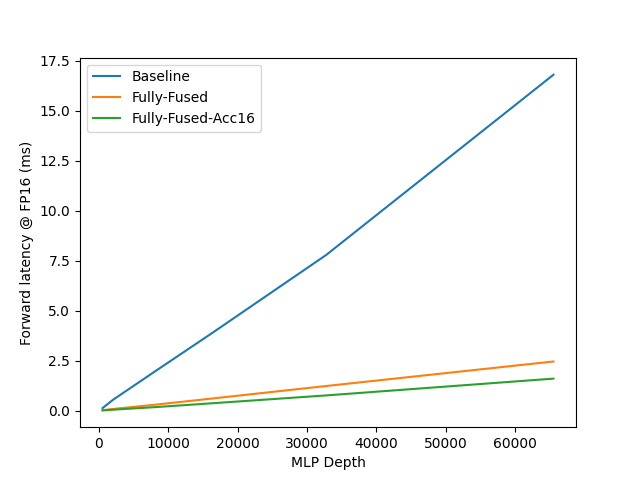 Baseline
Fully-Fused
Fully-Fused-Acc16
Forward latency @ FP16 (ms)
17.5
15.0
12.5
10.0
7.5
5.0
2.5
0.0
0 10000 20000 30000 40000 50000 60000
MLP Depth